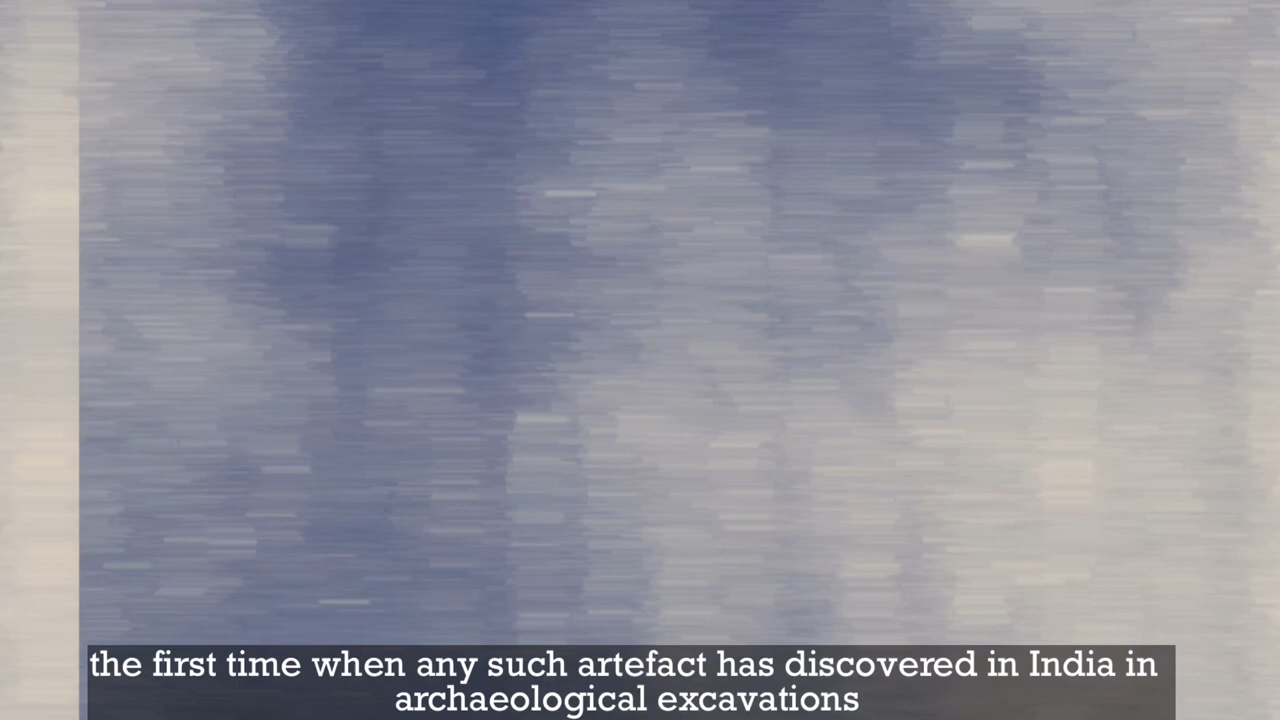 the first time when any such artefact has discovered in India in
archaeological excavations